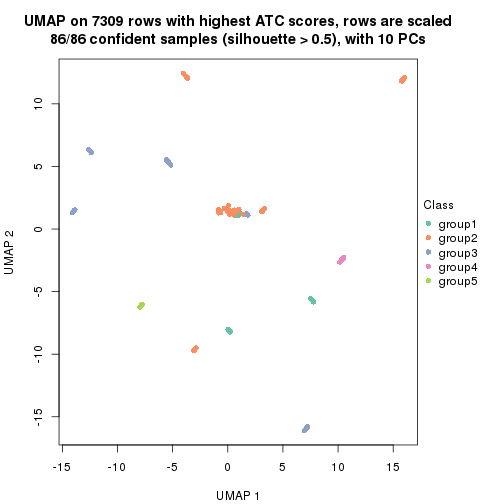 UMAP on 7309 rows with highest ATC scores, rows are scaled
86/86 confident samples (silhouette > 0.5), with 10 PCs
10
5
0
-5
-10
-15
UMAP 2
-15
-10
-5
0
5
10
15
UMAP 1
Class
group1
group2
group3
group4
group5